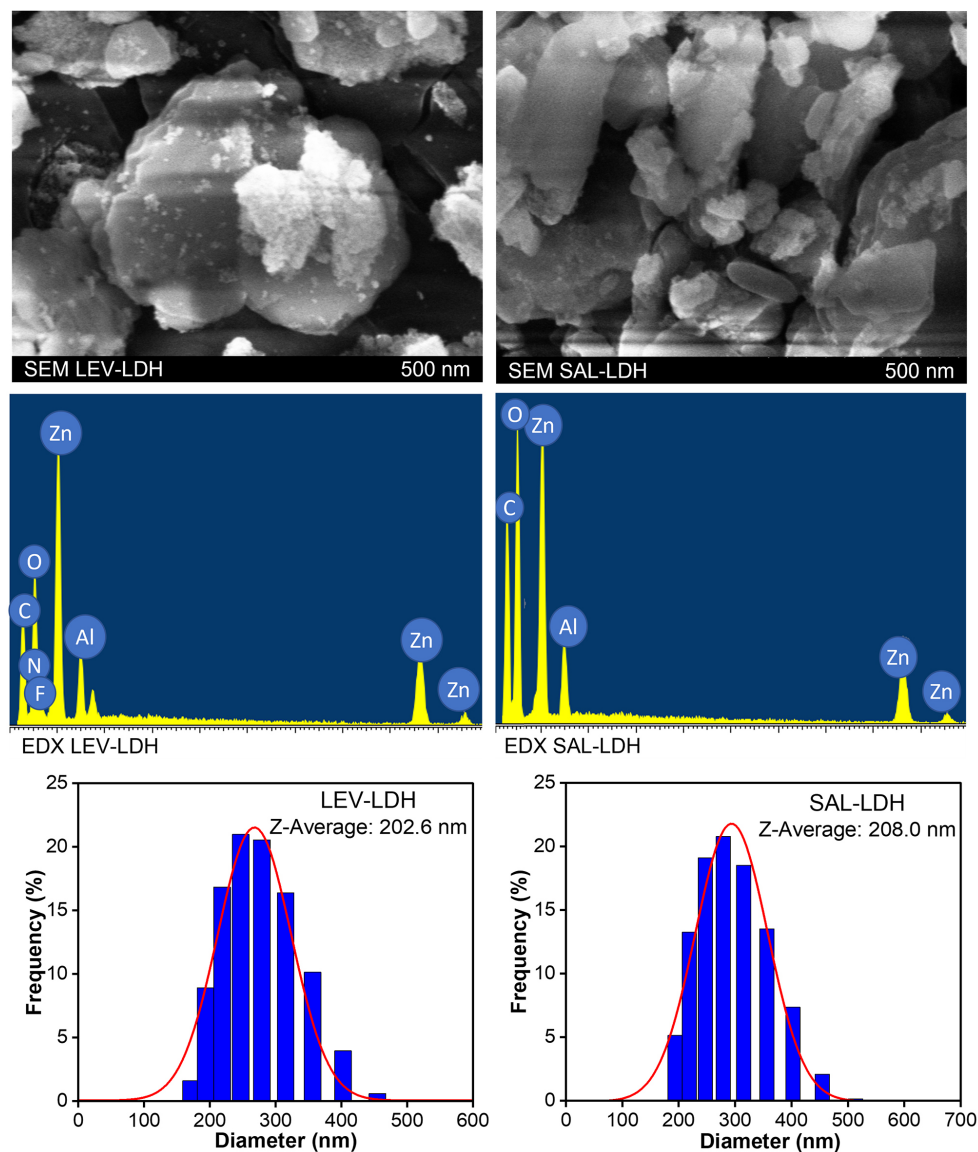 SEM LEV-LDH 500 nm
SEM SAL-LDH 500 nm
Zn
O
C
N
F
Al
Zn
Zn
EDX LEV-LDH
O
Zn
C
Al
Zn
Zn
EDX SAL-LDH
LEV-LDH
Z-Average: 202.6 nm
Frequency (%)
25
20
15
10
5
0
0 100 200 300 400 500 600
Diameter (nm)
SAL-LDH
Z-Average: 208.0 nm
Frequency (%)
25
20
15
10
5
0
0 100 200 300 400 500 600 700
Diameter (nm)